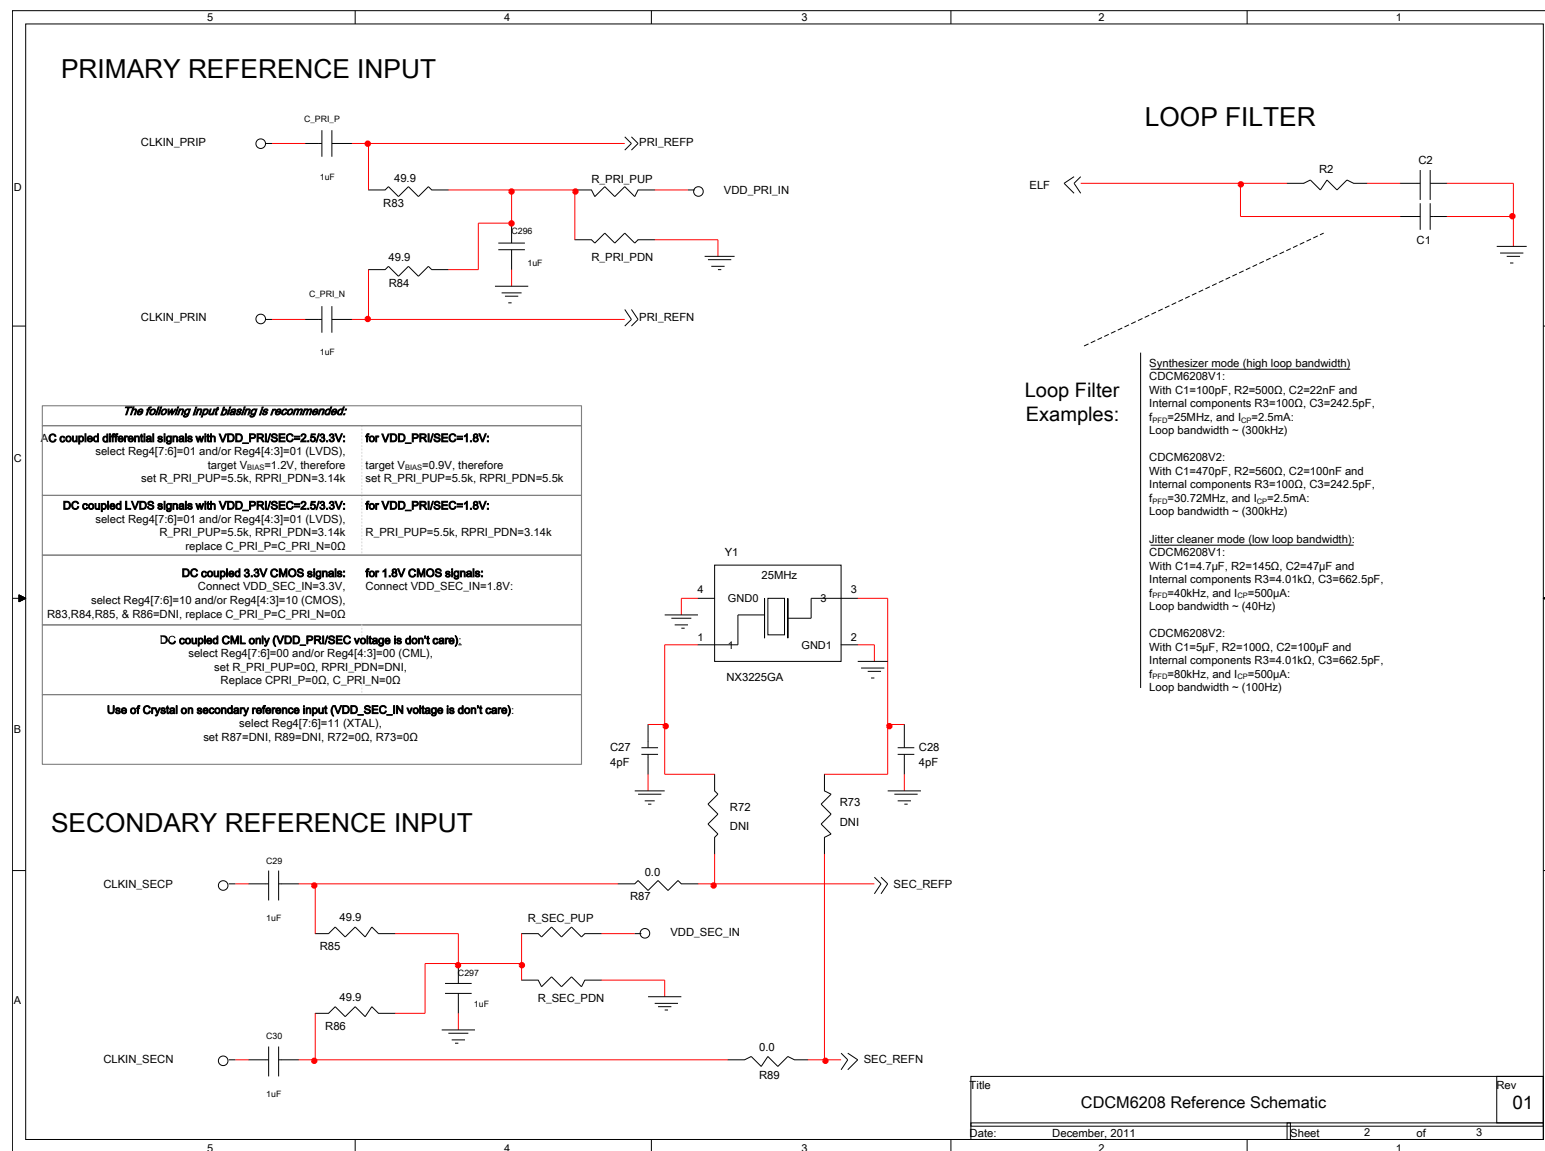 5 4 3 2 1
PRIMARY REFERENCE INPUT
C_PRI_P
CLKIN_PRIP
1uF
PRI_REFP
49.9
R83
R_PRI_PUP
VDD_PRI_IN
C296
1uF
R_PRI_PDN
49.9
R84
C_PRI_N
CLKIN_PRIN
1uF
PRI_REFN
LOOP FILTER
ELF
R2
C2
C1
D
C
B
A
Loop Filter
Examples:
Synthesizer mode (high loop bandwidth)
CDCM6208V1:
With C1=100pF, R2=500Ω, C2=22nF and
Internal components R3=100Ω, C3=242.5pF,
fPFD=25MHz, and ICP=2.5mA:
Loop bandwidth ~ (300kHz)
CDCM6208V2:
With C1=470pF, R2=560Ω, C2=100nF and
Internal components R3=100Ω, C3=242.5pF,
fPFD=30.72MHz, and ICP=2.5mA:
Loop bandwidth ~ (300kHz)
Jitter cleaner mode (low loop bandwidth):
CDCM6208V1:
With C1=4.7µF, R2=145Ω, C2=47µF and
Internal components R3=4.01kΩ, C3=662.5pF,
fPFD=40kHz, and ICP=500µA:
Loop bandwidth ~ (40Hz)
CDCM6208V2:
With C1=5µF, R2=100Ω, C2=100µF and
Internal components R3=4.01kΩ, C3=662.5pF,
fPFD=80kHz, and ICP=500µA:
Loop bandwidth ~ (100Hz)
The following input biasing is recommended:
AC coupled differential signals with VDD_PRI/SEC=2.5/3.3V: for VDD_PRI/SEC=1.8V:
select Reg4[7:6]=01 and/or Reg4[4:3]=01 (LVDS),
target VBIAS=1.2V, therefore target VBIAS=0.9V, therefore
set R_PRI_PUP=5.5k, RPRI_PDN=3.14k set R_PRI_PUP=5.5k, RPRI_PDN=5.5k
DC coupled LVDS signals with VDD_PRI/SEC=2.5/3.3V: for VDD_PRI/SEC=1.8V:
select Reg4[7:6]=01 and/or Reg4[4:3]=01 (LVDS),
R_PRI_PUP=5.5k, RPRI_PDN=3.14k R_PRI_PUP=5.5k, RPRI_PDN=3.14k
replace C_PRI_P=C_PRI_N=0Ω
DC coupled 3.3V CMOS signals: for 1.8V CMOS signals:
Connect VDD_SEC_IN=3.3V, Connect VDD_SEC_IN=1.8V:
select Reg4[7:6]=10 and/or Reg4[4:3]=10 (CMOS),
R83,R84,R85, & R86=DNI, replace C_PRI_P=C_PRI_N=0Ω
DC coupled CML only (VDD_PRI/SEC voltage is don't care):
select Reg4[7:6]=00 and/or Reg4[4:3]=00 (CML),
set R_PRI_PUP=0Ω, RPRI_PDN=DNI,
Replace CPRI_P=0Ω, C_PRI_N=0Ω
Use of Crystal on secondary reference input (VDD_SEC_IN voltage is don't care):
select Reg4[7:6]=11 (XTAL),
set R87=DNI, R89=DNI, R72=0Ω, R73=0Ω
Y1
25MHz
4
GND0
3
3
1
1
GND1
2
NX3225GA
C27
4pF
C28
4pF
R72
DNI
R73
DNI
SECONDARY REFERENCE INPUT
C29
CLKIN_SECP
1uF
0.0
R87
SEC_REFP
49.9
R85
R_SEC_PUP
VDD_SEC_IN
C297
1uF
R_SEC_PDN
49.9
R86
C30
CLKIN_SECN
1uF
0.0
R89
SEC_REFN
Title
CDCM6208 Reference Schematic
Rev
01
Date: December, 2011
Sheet 2 of 3
5 4 3 2 1